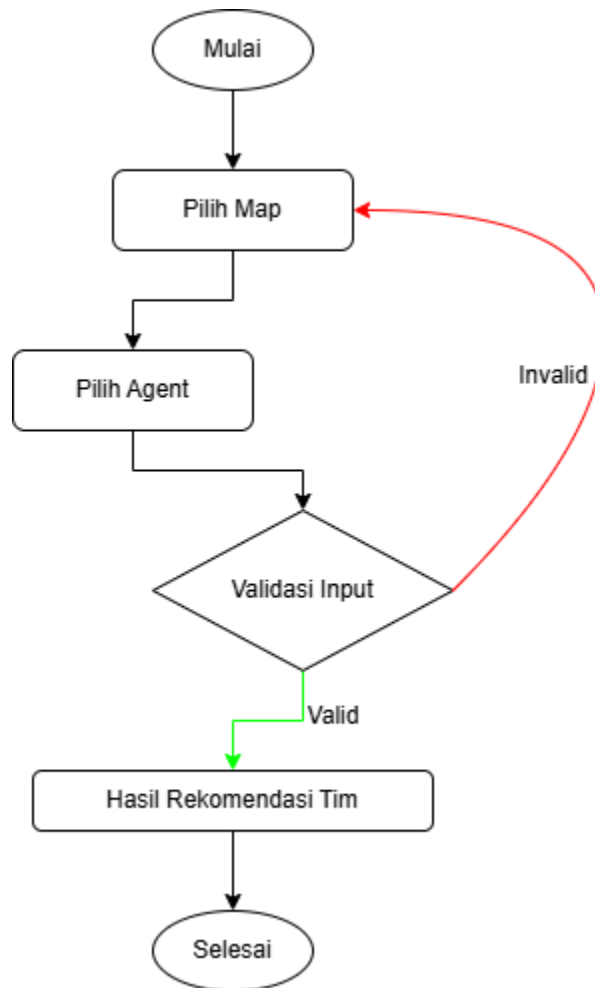 Mulai
Pilih Map
Pilih Agent
Invalid
Validasi Input
Valid
Hasil Rekomendasi Tim
Selesai